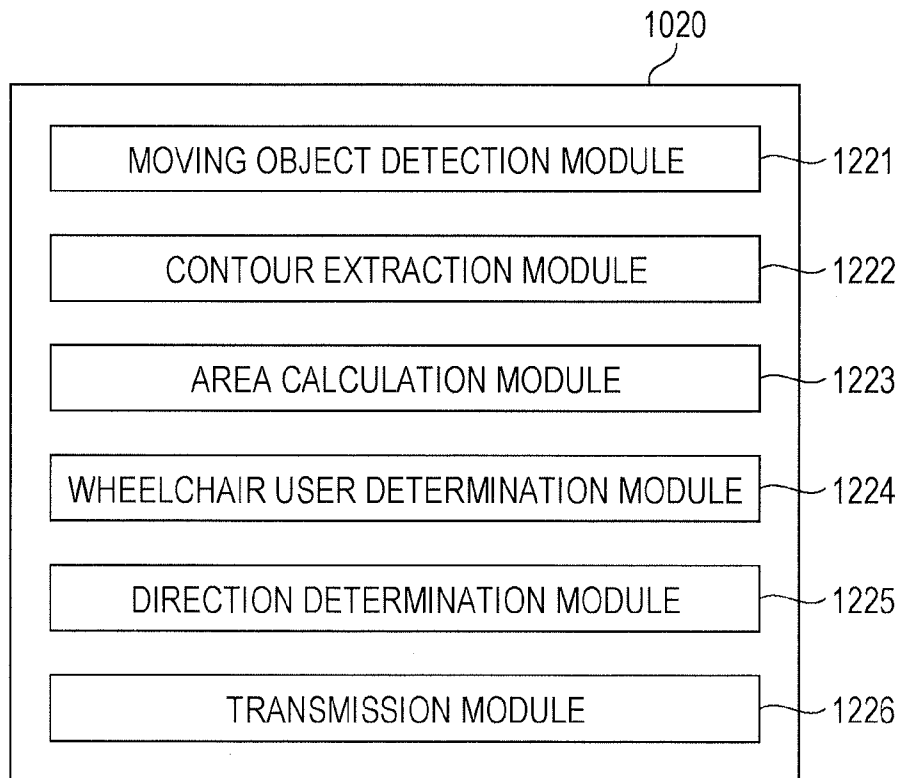 1020
MOVING OBJECT DETECTION MODULE 1221
CONTOUR EXTRACTION MODULE 1222
AREA CALCULATION MODULE 1223
WHEELCHAIR USER DETERMINATION MODULE 1224
DIRECTION DETERMINATION MODULE 1225
TRANSMISSION MODULE 1226